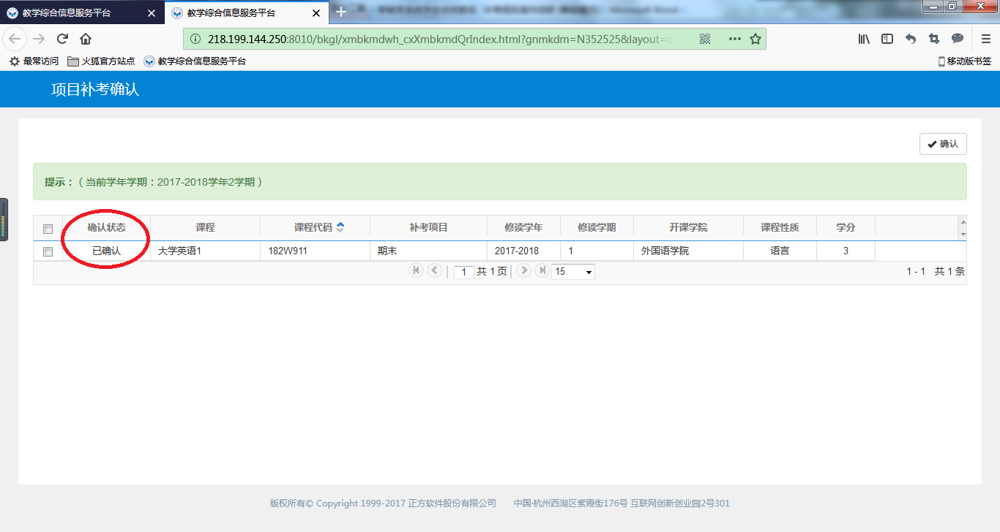 教学综合信息服务平台
教学综合信息服务平台
218.199.144.250:8010/bkgl/xmbkmdwh_cxXmbkmdQrIndex.html?gnmkdm=N352525&layout=d
最常访问 火狐官方站点 教学综合信息服务平台 移动版书签
项目补考确认
确认
提示：（ 当前学年学期：2017-2018学年2学期 ）
确认状态 课程 课程代码 补考项目 修读学年 修读学期 开课学院 课程性质 学分
已确认 大学英语1 182W911 期末 2017-2018 1 外国语学院 语言 3
1 共 1 页 15 1 - 1 共 1 条
版权所有© Copyright 1999-2017 正方软件股份有限公司 中国·杭州西湖区紫霞街176号 互联网创新创业园2号301